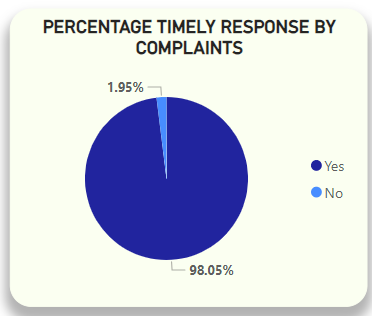 PERCENTAGE TIMELY RESPONSE BY
COMPLAINTS
1.95%
Yes
No
98.05%